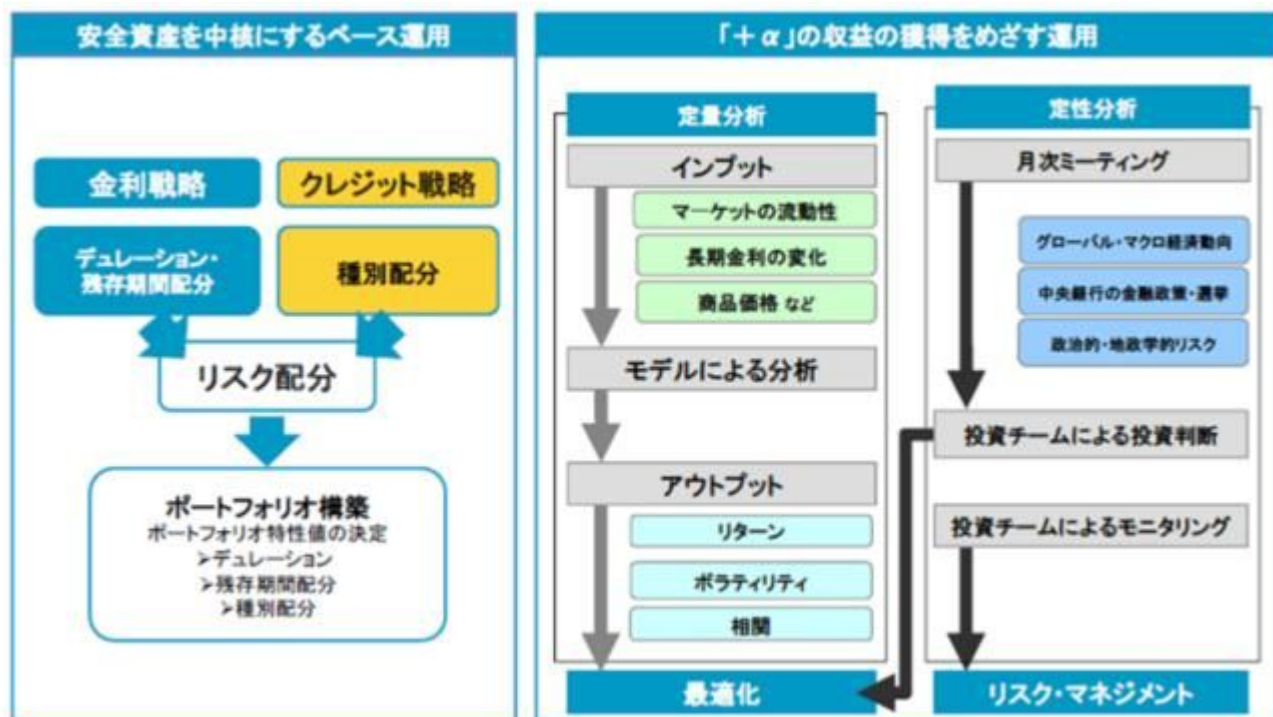 安全資産を中核にするベース運用
金利戦略
クレジット戦略
デュレーション・
残存期間配分
種別配分
リスク配分
ポートフォリオ構築
ポートフォリオ特性値の決定
➢デュレーション
➢残存期間配分
➢種別配分
「＋α」の収益の獲得をめざす運用
定量分析
インプット
マーケットの流動性
長期金利の変化
商品価格 など
モデルによる分析
アウトプット
リターン
ボラティリティ
相関
最適化
定性分析
月次ミーティング
グローバル・マクロ経済動向
中央銀行の金融政策・選挙
政治的・地政学的リスク
投資チームによる投資判断
投資チームによるモニタリング
リスク・マネジメント